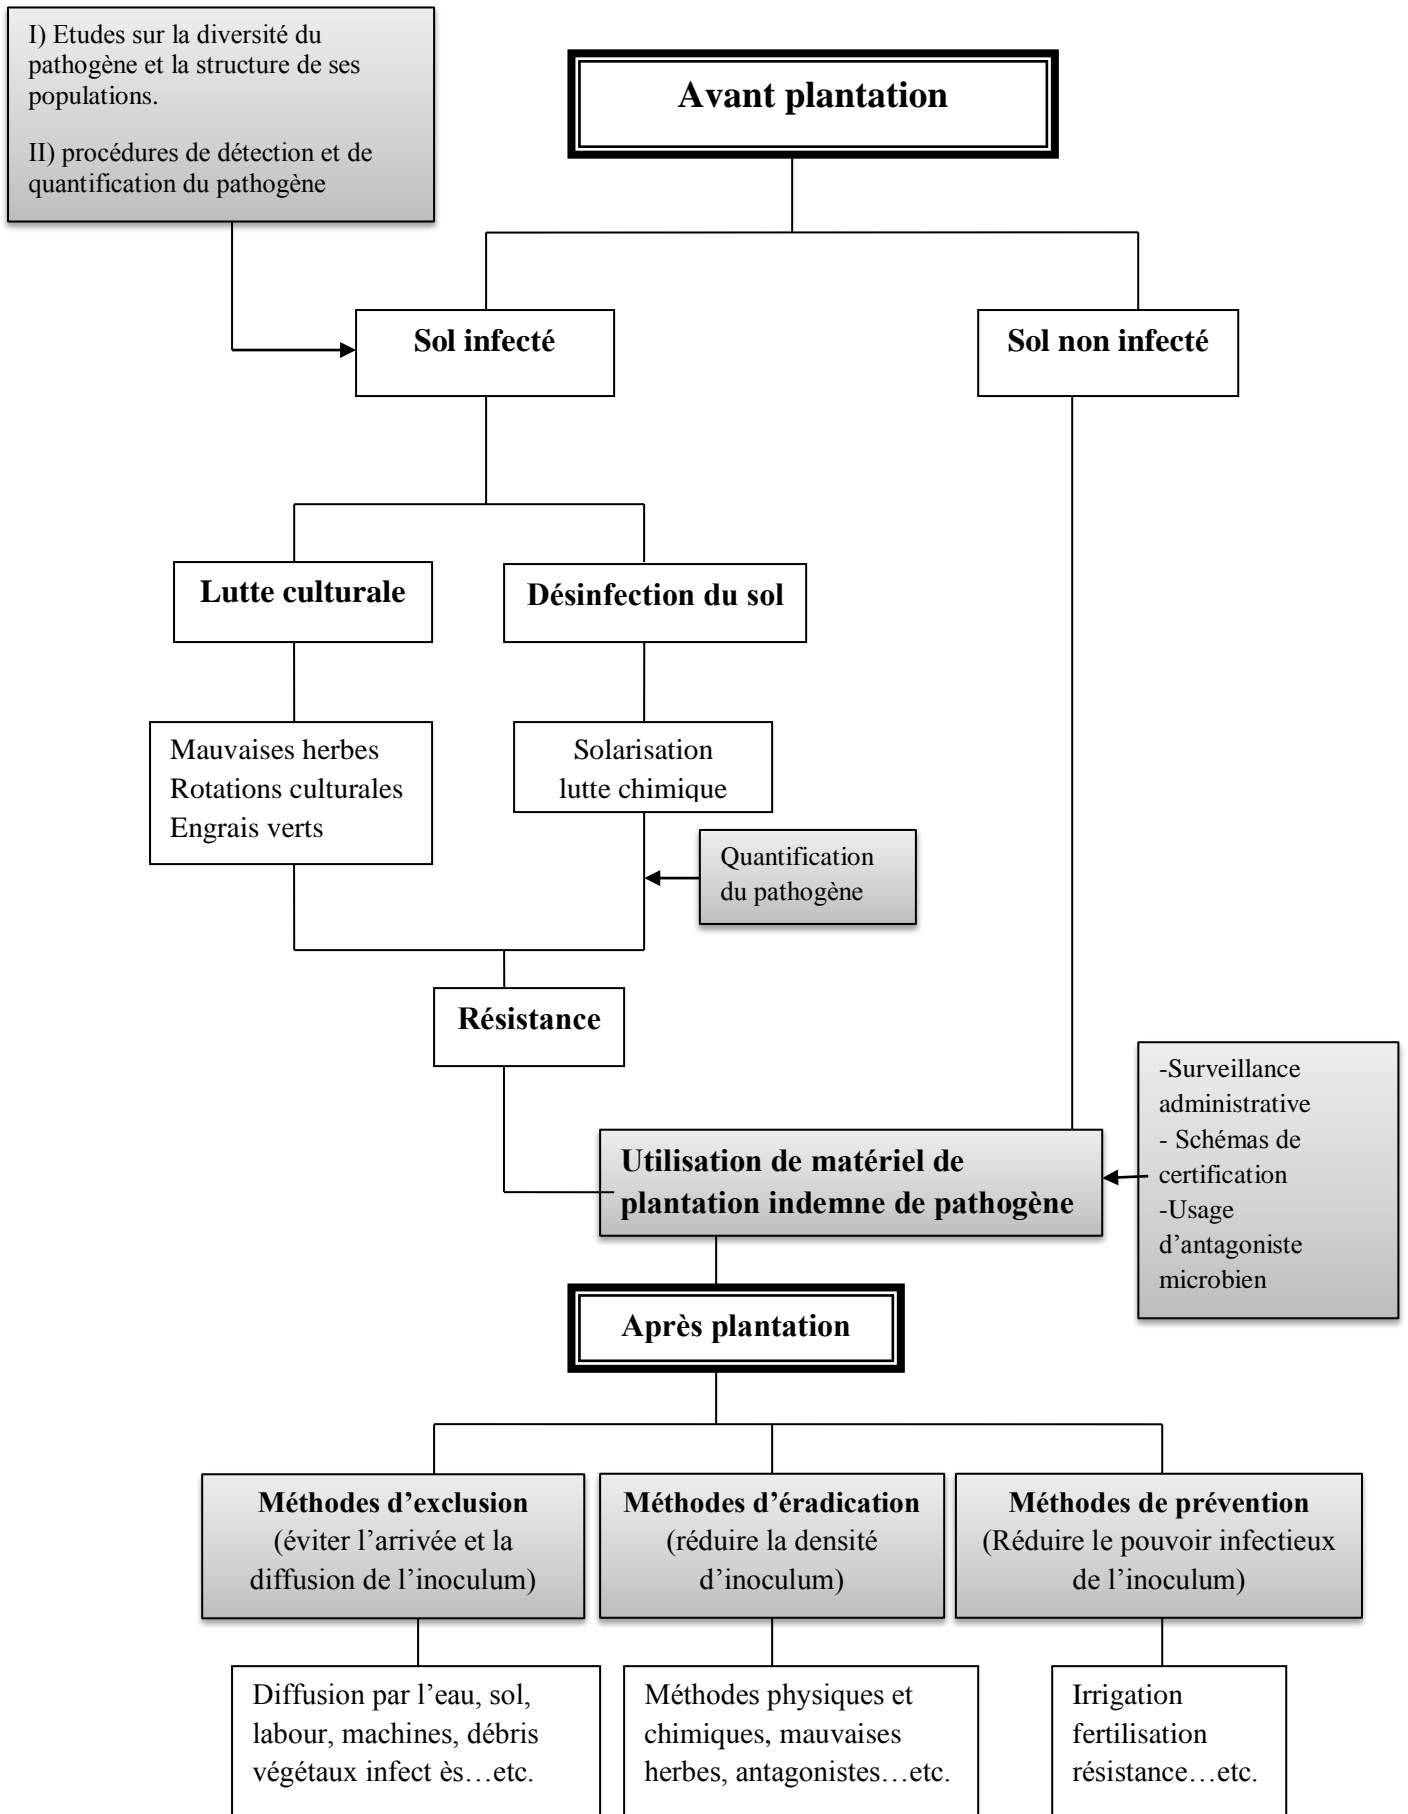 I) Etudes sur la diversité du
pathogène et la structure de ses
populations.
II) procédures de détection et de
quantification du pathogène
Avant plantation
Sol infecté
Sol non infecté
Lutte culturale
Désinfection du sol
Mauvaises herbes
Rotations culturales
Engrais verts
Solarisation
lutte chimique
Quantification
du pathogène
Résistance
-Surveillance
administrative
- Schémas de
certification
-Usage
d’antagoniste
microbien
Utilisation de matériel de
plantation indemne de pathogène
Après plantation
Méthodes d’exclusion
(éviter l’arrivée et la
diffusion de l’inoculum)
Méthodes d’éradication
(réduire la densité
d’inoculum)
Méthodes de prévention
(Réduire le pouvoir infectieux
de l’inoculum)
Diffusion par l’eau, sol,
labour, machines, débris
végétaux infect ès…etc.
Méthodes physiques et
chimiques, mauvaises
herbes, antagonistes…etc.
Irrigation
fertilisation
résistance…etc.